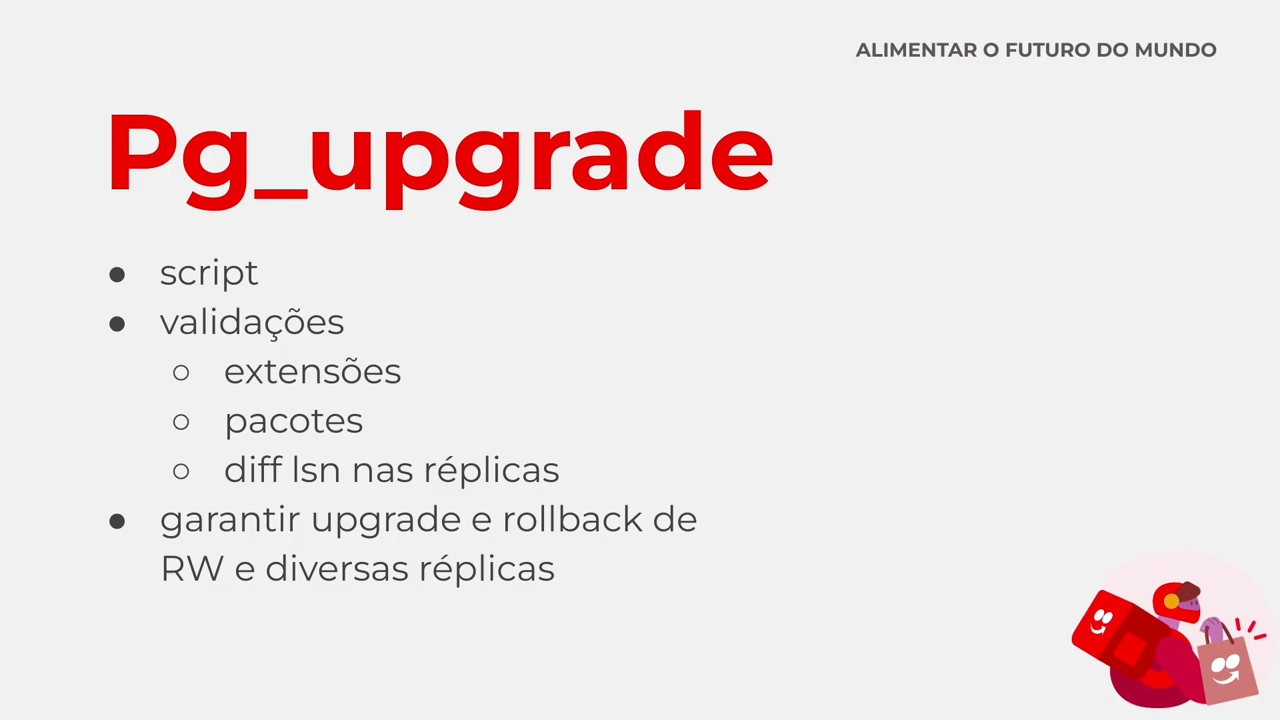 ALIMENTAR O FUTURO DO MUNDO
Pg_upgrade
● script
● validações
○ extensões
○ pacotes
○ diff lsn nas réplicas
● garantir upgrade e rollback de
RW e diversas réplicas